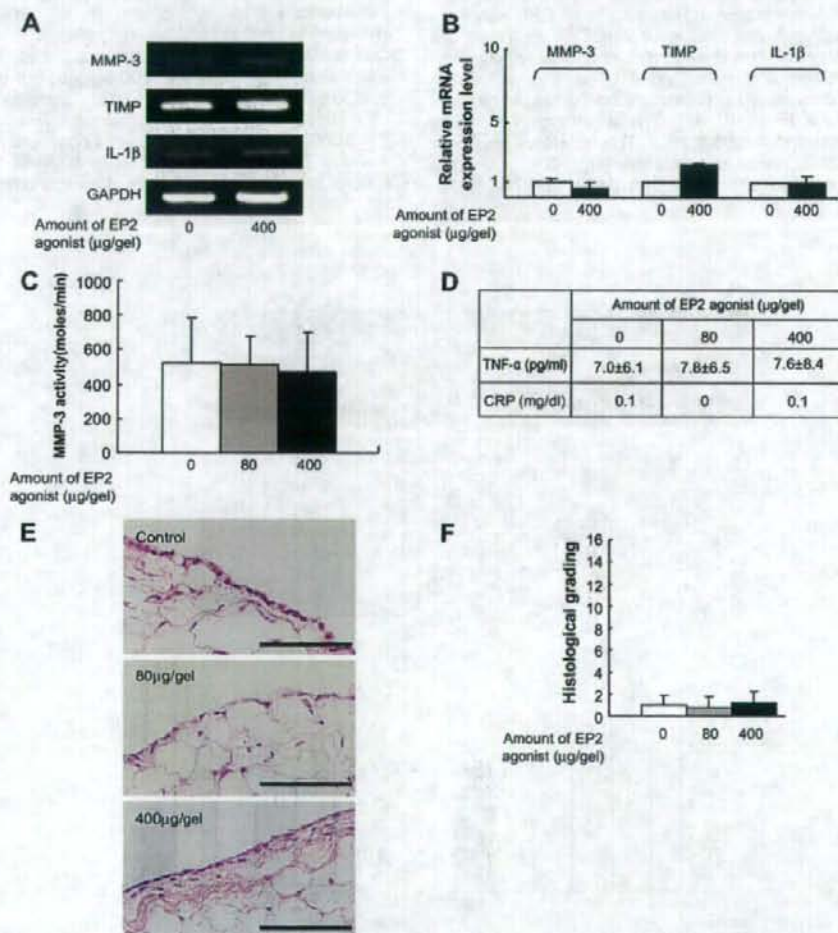 A
MMP-3
TIMP
IL-1β
GAPDH
Amount of EP2 agonist (μg/gel)
0 400
B
Relative mRNA expression level
10
5
1
MMP-3 TIMP IL-1β
0 400 0 400 0 400
Amount of EP2 agonist (μg/gel)
C
MMP-3 activity(moles/min)
1000
800
600
400
200
0
0 80 400
Amount of EP2 agonist (μg/gel)
D
Amount of EP2 agonist (μg/gel)
0 80 400
TNF-α (pg/ml) 7.0±6.1 7.8±6.5 7.6±8.4
CRP (mg/dl) 0.1 0 0.1
E
Control
80μg/gel
400μg/gel
F
Histological grading
16
14
12
10
8
6
4
2
0
0 80 400
Amount of EP2 agonist (μg/gel)